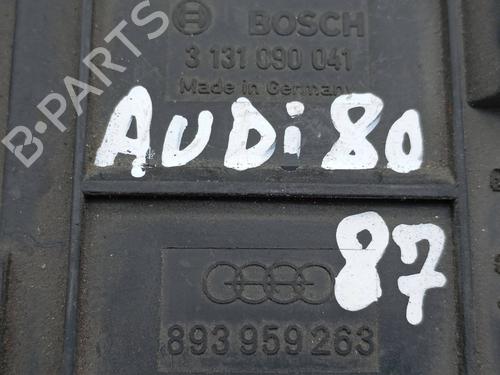 BOSCH
3 131 090 041
Made in Germany
B-PARTS
AUDi 80
87
893 959 263